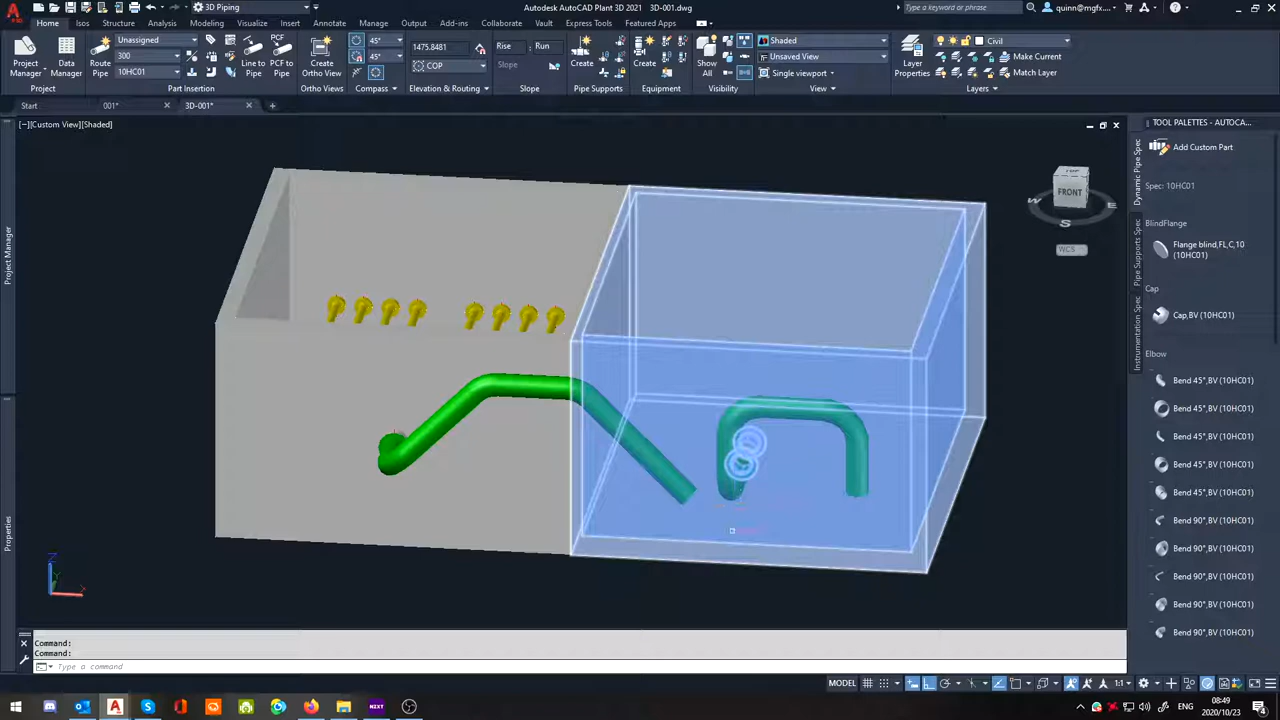 3D Piping
Autodesk AutoCAD Plant 3D 2021   3D-001.dwg
Type a keyword or phrase
quinn@mgfx...
Home Structure Analysis Modeling Visualize Insert Annotate Manage Output Add-ins Collaborate Vault Express Tools Featured Apps
Project Manager
Data Manager
Project
Route Pipe
Unassigned
300
10HC01
Line to Pipe
PCF to Pipe
Part Insertion
Create Ortho View
Ortho Views
45°
45°
Compass
1475.8481
COP
Elevation & Routing
Rise : Run
Slope
Slope
Create
Pipe Supports
Create
Equipment
Show All
Visibility
Shaded
Unsaved View
Single viewport
View
Layer Properties
Civil
Make Current
Match Layer
Layers
Start 001* 3D-001*
[−][Custom View][Shaded]
TOP
FRONT
W
E
S
WCS
Project Manager
Properties
Z
Y
X
TOOL PALETTES - AUTOCA...
Dynamic Pipe Spec
Pipe Supports Spec
Instrumentation Spec
Add Custom Part
Spec: 10HC01
BlindFlange
Flange blind,FL,C,10
(10HC01)
Cap
Cap,BV (10HC01)
Elbow
Bend 45°,BV (10HC01)
Bend 45°,BV (10HC01)
Bend 45°,BV (10HC01)
Bend 45°,BV (10HC01)
Bend 45°,BV (10HC01)
Bend 90°,BV (10HC01)
Bend 90°,BV (10HC01)
Bend 90°,BV (10HC01)
Bend 90°,BV (10HC01)
Bend 90°,BV (10HC01)
Command:
Command:
Type a command
MODEL
1:1
NXT
08:49
2020/10/23